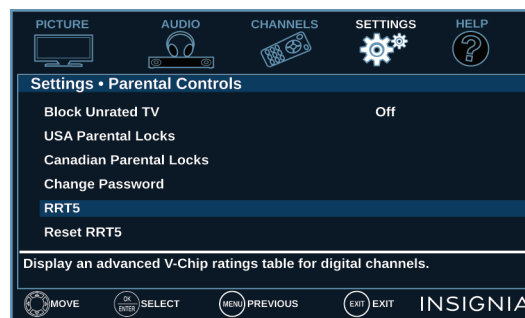 PICTURE AUDIO CHANNELS SETTINGS HELP
Settings • Parental Controls
Block Unrated TV Off
USA Parental Locks
Canadian Parental Locks
Change Password
RRT5
Reset RRT5
Display an advanced V-Chip ratings table for digital channels.
MOVE OK ENTER SELECT MENU PREVIOUS EXIT EXIT INSIGNIA